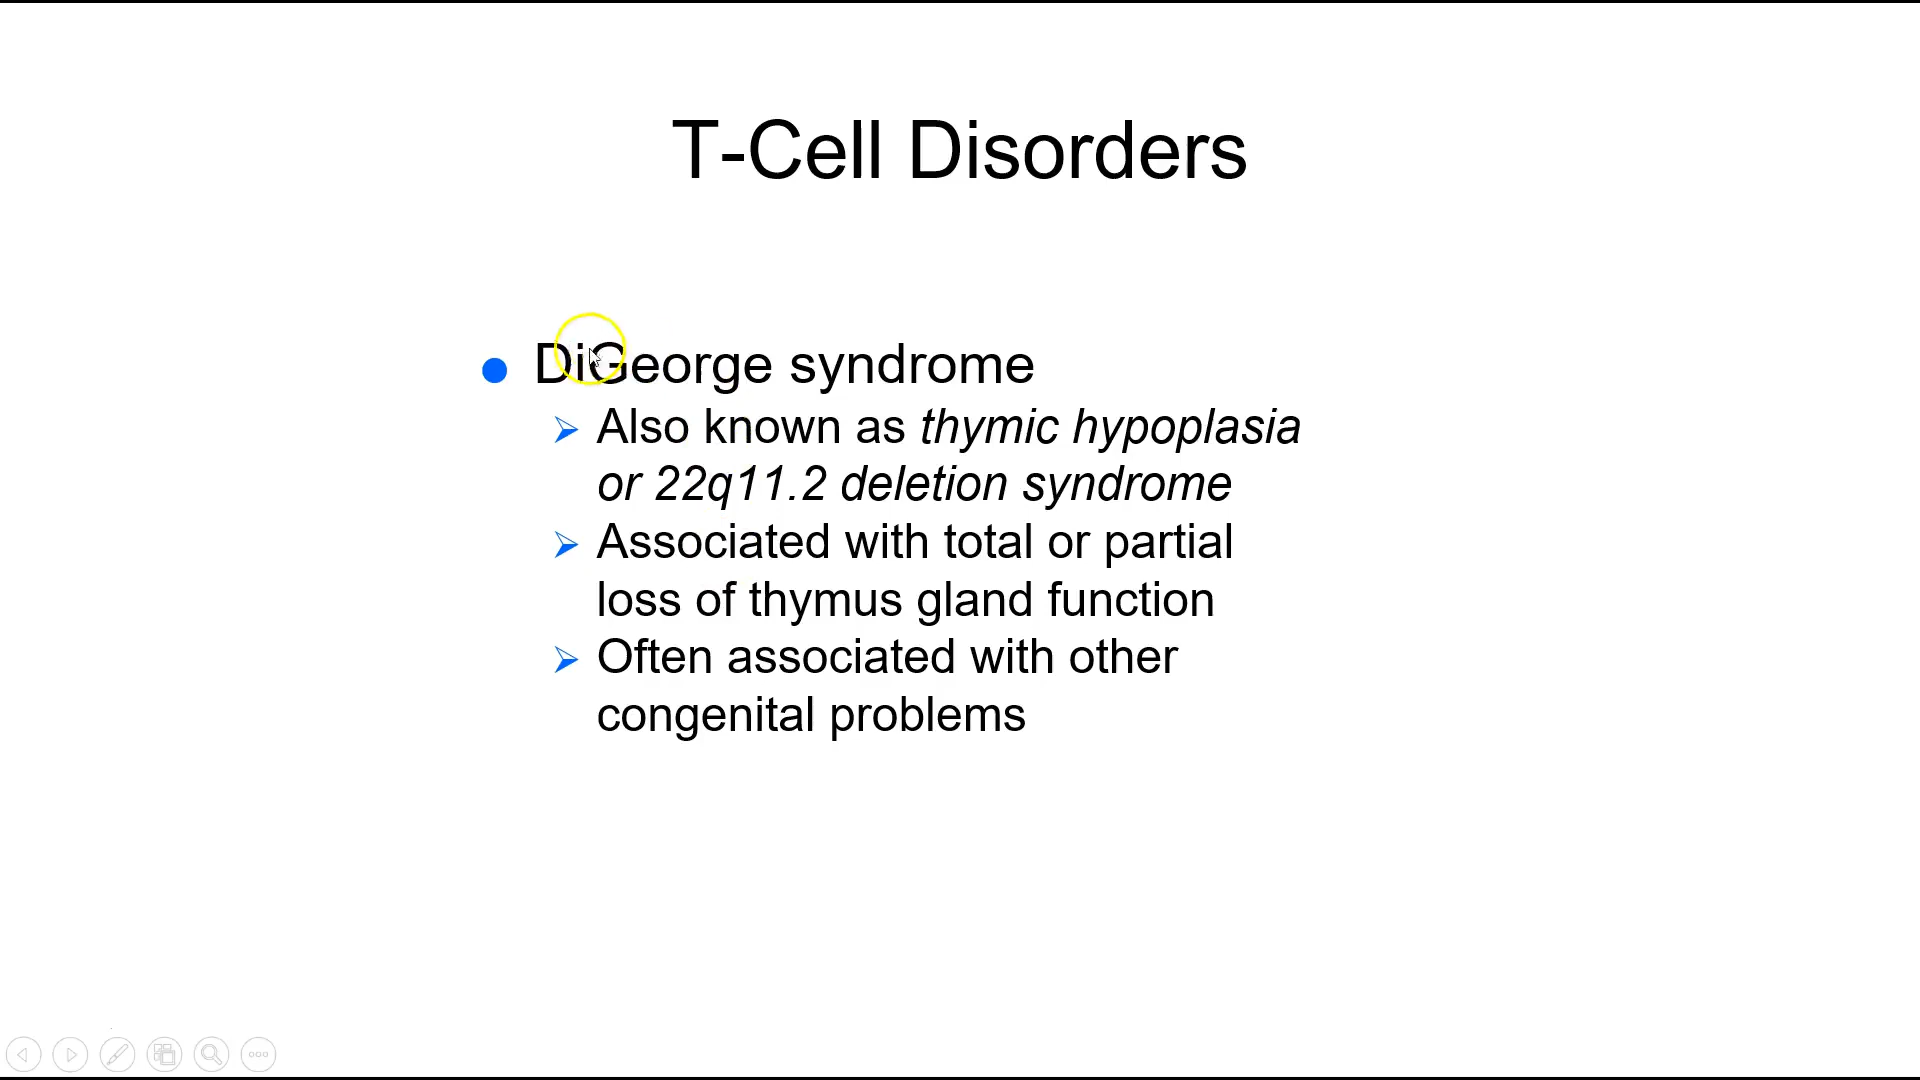 T-Cell Disorders
DiGeorge syndrome
Also known as thymic hypoplasia
or 22q11.2 deletion syndrome
Associated with total or partial
loss of thymus gland function
Often associated with other
congenital problems